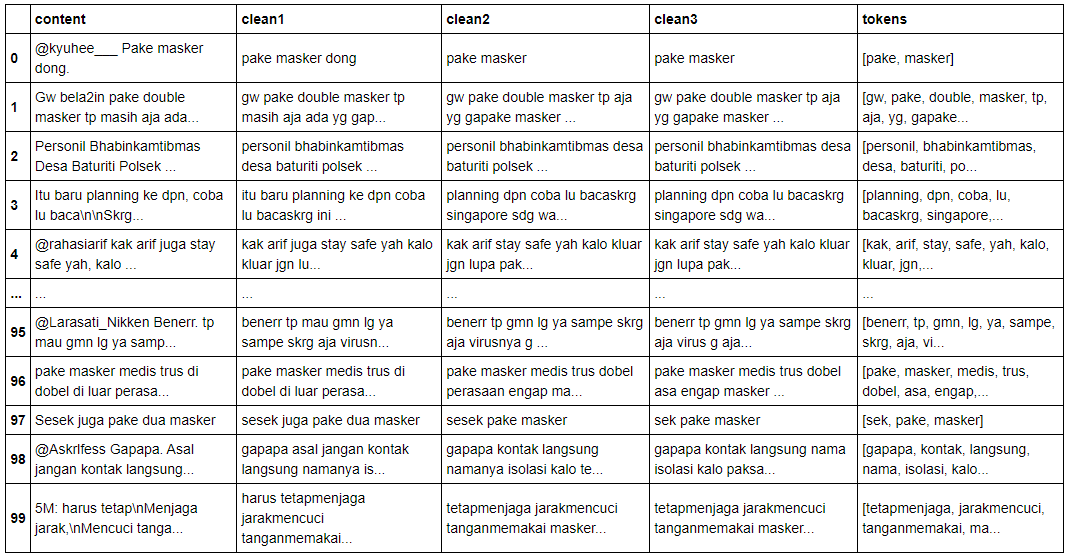 content clean1 clean2 clean3 tokens
0 @kyuhee___ Pake masker dong. pake masker dong pake masker pake masker [pake, masker]
1 Gw bela2in pake double masker tp masih aja ada... gw pake double masker tp masih aja ada yg gap... gw pake double masker tp aja yg gapake masker ... gw pake double masker tp aja yg gapake masker ... [gw, pake, double, masker, tp, aja, yg, gapake...
2 Personil Bhabinkamtibmas Desa Baturiti Polsek ... personil bhabinkamtibmas desa baturiti polsek ... personil bhabinkamtibmas desa baturiti polsek ... personil bhabinkamtibmas desa baturiti polsek ... [personil, bhabinkamtibmas, desa, baturiti, po...
3 Itu baru planning ke dpn, coba lu baca\n\nSkrg... itu baru planning ke dpn coba lu bacaskrg ini ... planning dpn coba lu bacaskrg singapore sdg wa... planning dpn coba lu bacaskrg singapore sdg wa... [planning, dpn, coba, lu, bacaskrg, singapore,...
4 @rahasiarif kak arif juga stay safe yah, kalo ... kak arif juga stay safe yah kalo kluar jgn lu... kak arif stay safe yah kalo kluar jgn lupa pak... kak arif stay safe yah kalo kluar jgn lupa pak... [kak, arif, stay, safe, yah, kalo, kluar, jgn,...
... ... ... ... ... ...
95 @Larasati_Nikken Benerr. tp mau gmn lg ya samp... benerr tp mau gmn lg ya sampe skrg aja virusn... benerr tp gmn lg ya sampe skrg aja virusnya g ... benerr tp gmn lg ya sampe skrg aja virus g aja... [benerr, tp, gmn, lg, ya, sampe, skrg, aja, vi...
96 pake masker medis trus di dobel di luar perasa... pake masker medis trus di dobel di luar perasa... pake masker medis trus dobel perasaan engap ma... pake masker medis trus dobel asa engap masker ... [pake, masker, medis, trus, dobel, asa, engap,...
97 Sesek juga pake dua masker sesek juga pake dua masker sesek pake masker sek pake masker [sek, pake, masker]
98 @Askrlfess Gapapa. Asal jangan kontak langsung... gapapa asal jangan kontak langsung namanya is... gapapa kontak langsung namanya isolasi kalo te... gapapa kontak langsung nama isolasi kalo paksa... [gapapa, kontak, langsung, nama, isolasi, kalo...
99 5M: harus tetap\nMenjaga jarak,\nMencuci tanga... harus tetapmenjaga jarakmencuci tanganmemakai... tetapmenjaga jarakmencuci tanganmemakai masker... tetapmenjaga jarakmencuci tanganmemakai masker... [tetapmenjaga, jarakmencuci, tanganmemakai, ma...